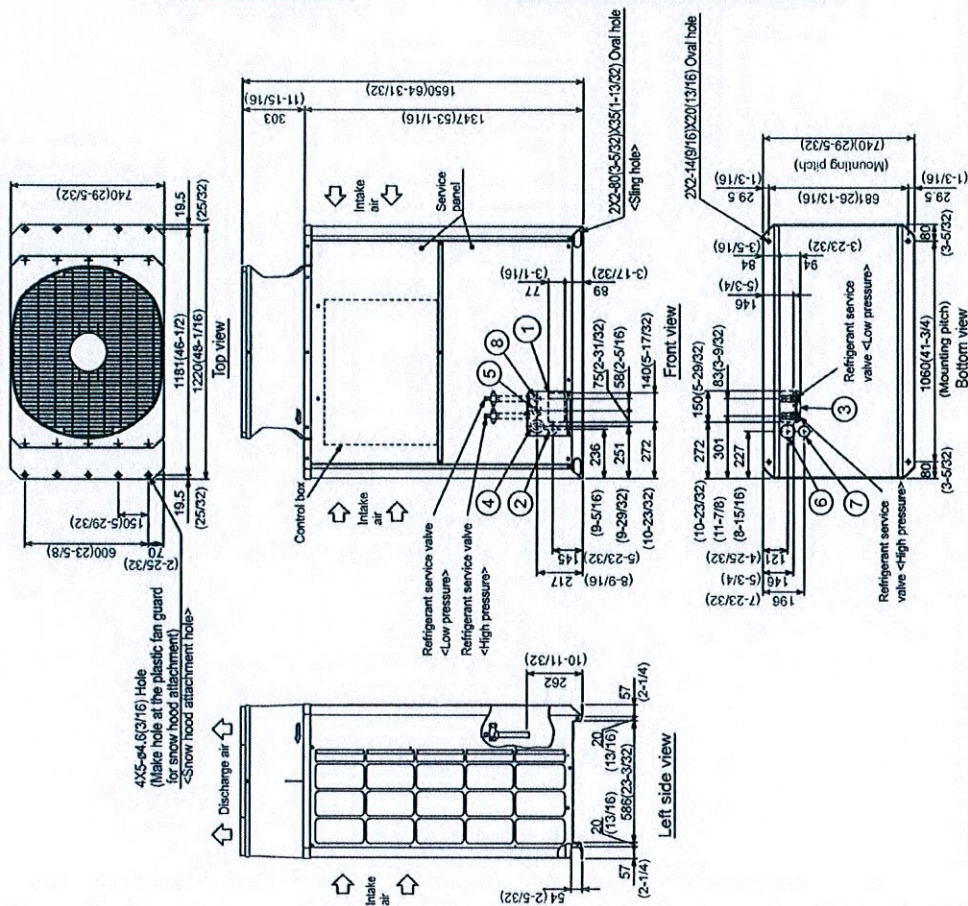 4X5-ø4.6(3/16) Hole
(Make hole at the plastic fan guard
for snow hood attachment)
<Snow hood attachment hole>
740(29-5/32)
600(23-5/8)
150(5-29/32)
70
(2-25/32)
19.5
(25/32)
1181(46-1/2)
1220(48-1/16)
19.5
(25/32)
Top view
Discharge air
Intake
air
54 (2-5/32)
57
(2-1/4)
20
(13/16)
586(23-3/32)
20
(13/16)
57
(2-1/4)
262
(10-11/32)
Left side view
Control box
Intake
air
Intake
air
Service
panel
303
(11-15/16)
1650(64-31/32)
1347(53-1/16)
Refrigerant service valve
<Low pressure>
Refrigerant service valve
<High pressure>
4
5
8
2
1
217
(8-9/16)
145
(5-23/32)
236
(9-5/16)
251
(9-29/32)
272
(10-23/32)
75(2-31/32)
58(2-5/16)
140(5-17/32)
77
(3-1/16)
89
(3-17/32)
Front view
2X2-80(3-5/32)X35(1-13/32) Oval hole
<Sling hole>
2X2-14(9/16)X20(13/16) Oval hole
272
(10-23/32)
301
(11-7/8)
227
(8-15/16)
150(5-29/32)
83(3-9/32)
146
(5-3/4)
84
(3-5/16)
94
(3-23/32)
29.5
(1-3/16)
681(26-13/16)
(Mounting pitch)
740(29-5/32)
29.5
(1-3/16)
121
(4-25/32)
146
(5-3/4)
196
(7-23/32)
Refrigerant service
valve <Low pressure>
3
6
7
Refrigerant service
valve <High pressure>
80
(3-5/32)
1060(41-3/4)
(Mounting pitch)
80
(3-5/32)
Bottom view